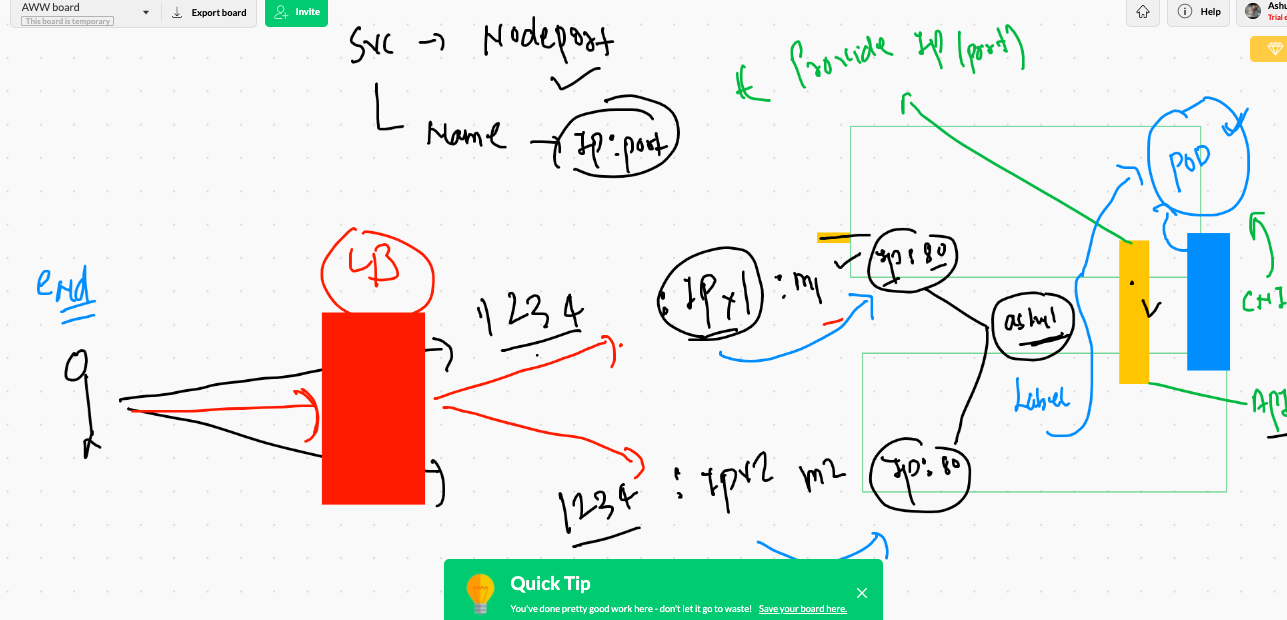 AWW board
This board is temporary
Export board
Invite
Help
Ashu
Trial
SVC → Nodeport
Name → IP:port
Provide IP (port)
POD
LB
end
1234
: IPv1 : m1
IP:80
ashu1
CNI
Label
API
1234 : IPv2 m2
IP:80
Quick Tip
You've done pretty good work here - don't let it go to waste! Save your board here.